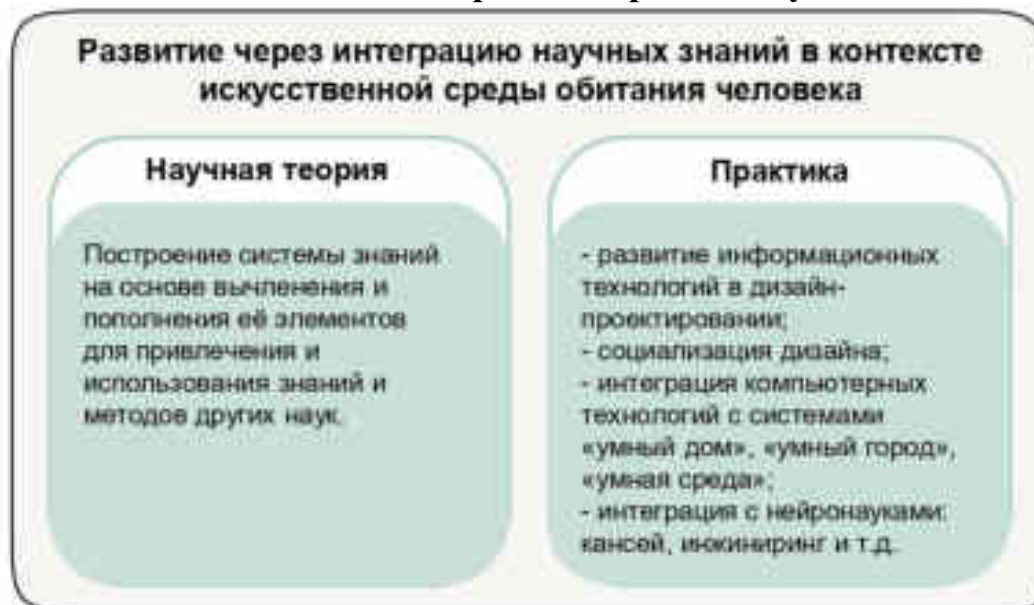 Развитие через интеграцию научных знаний в контексте
искусственной среды обитания человека
Научная теория
Построение системы знаний
на основе вычленения и
пополнения её элементов
для привлечения и
использования знаний и
методов других наук.
Практика
- развитие информационных
технологий в дизайн-
проектировании;
- социализация дизайна;
- интеграция компьютерных
технологий с системами
«умный дом», «умный город»,
«умная среда»;
- интеграция с нейронауками:
кансей, инжиниринг и т.д.